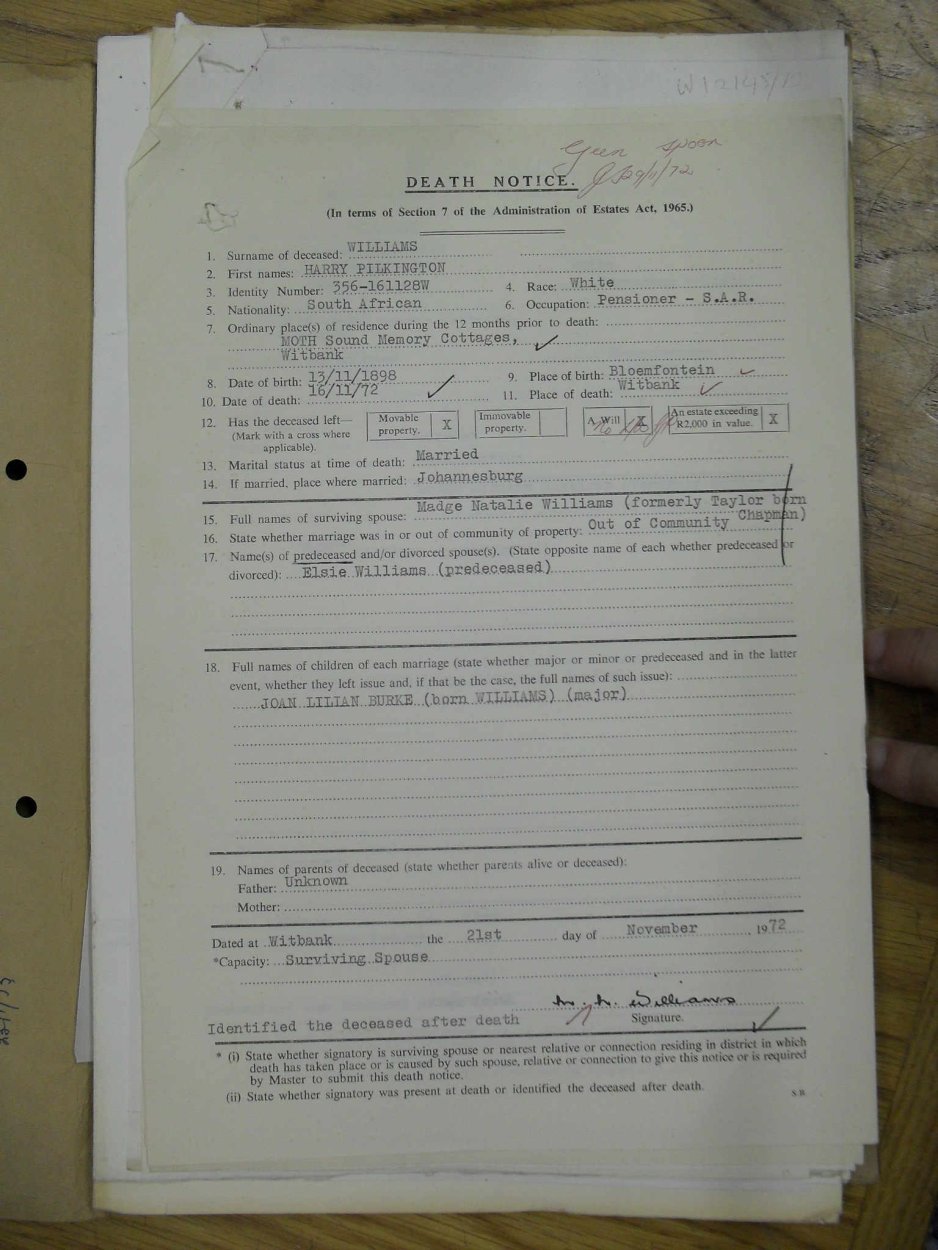 W12148/72
Geen spoor
29/11/72
DEATH NOTICE.
(In terms of Section 7 of the Administration of Estates Act, 1965.)
1. Surname of deceased: WILLIAMS
2. First names: HARRY PILKINGTON
3. Identity Number: 356-161128W 4. Race: White
5. Nationality: South African 6. Occupation: Pensioner - S.A.R.
7. Ordinary place(s) of residence during the 12 months prior to death:
MOTH Sound Memory Cottages,
Witbank
8. Date of birth: 13/11/1898 9. Place of birth: Bloemfontein
10. Date of death: 16/11/72 11. Place of death: Witbank
12. Has the deceased left— Movable property. X Immovable property. A Will X An estate exceeding R2,000 in value. X
(Mark with a cross where
applicable).
13. Marital status at time of death: Married
14. If married, place where married: Johannesburg
15. Full names of surviving spouse: Madge Natalie Williams (formerly Taylor born Chapman)
16. State whether marriage was in or out of community of property: Out of Community
17. Name(s) of predeceased and/or divorced spouse(s). (State opposite name of each whether predeceased or
divorced): Elsie Williams (predeceased)
18. Full names of children of each marriage (state whether major or minor or predeceased and in the latter
event, whether they left issue and, if that be the case, the full names of such issue):
JOAN LILIAN BURKE (born WILLIAMS) (major)
19. Names of parents of deceased (state whether parents alive or deceased):
Father: Unknown
Mother:
Dated at Witbank the 21st day of November 1972
*Capacity: Surviving Spouse
M. N. Williams
Identified the deceased after death Signature.
* (i) State whether signatory is surviving spouse or nearest relative or connection residing in district in which
death has taken place or is caused by such spouse, relative or connection to give this notice or is required
by Master to submit this death notice.
(ii) State whether signatory was present at death or identified the deceased after death.